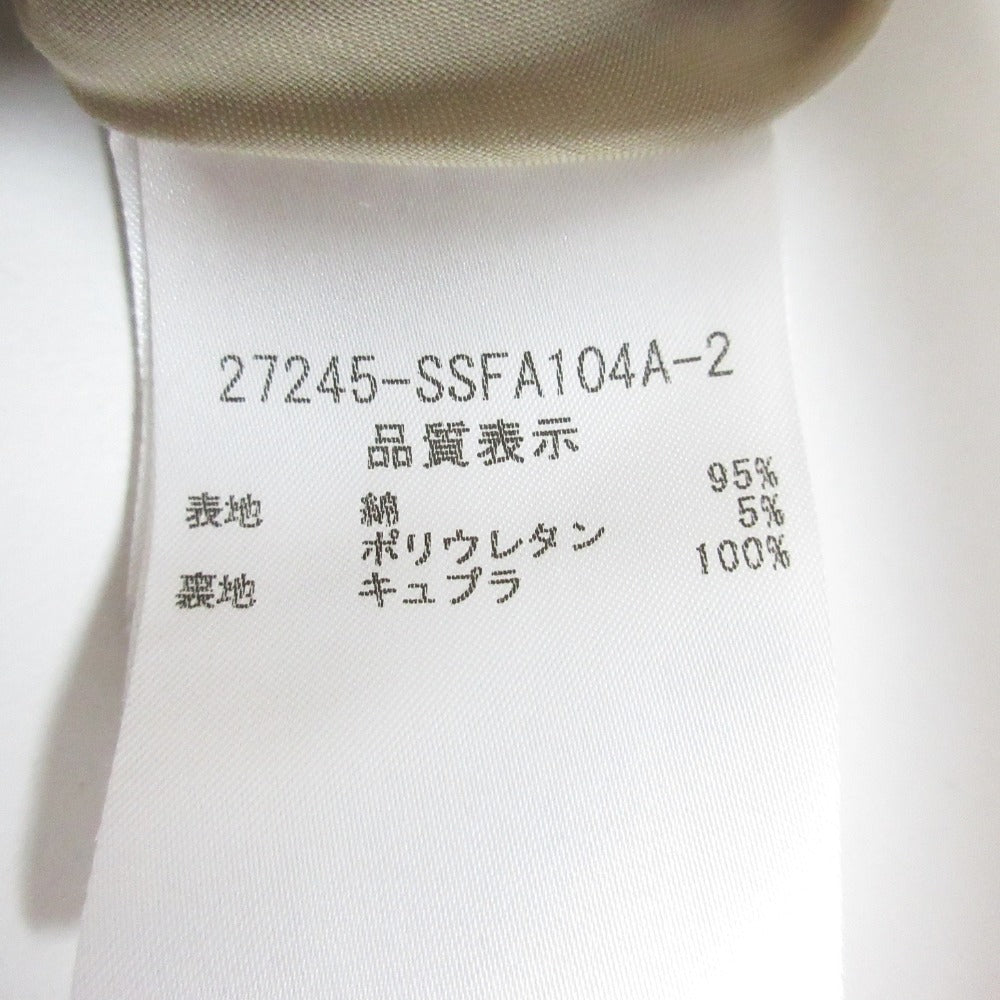 27245-SSFA104A-2
品質表示
表地 綿 95%
ポリウレタン 5%
裏地 キュプラ 100%